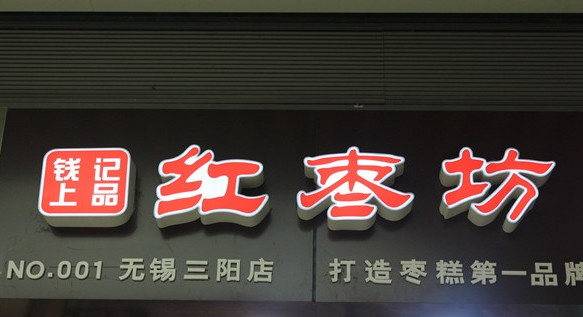 钱记
上品
红枣坊
NO.001 无锡三阳店
打造枣糕第一品牌